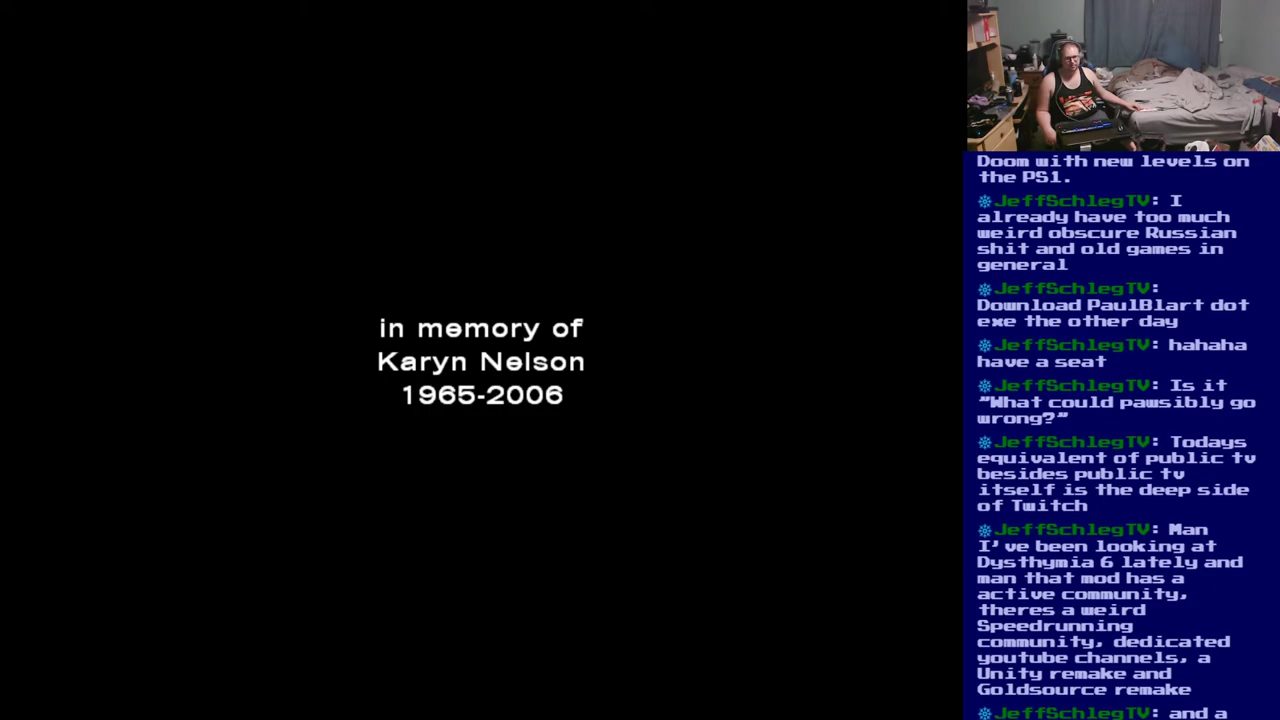 in memory of
Karyn Nelson
1965-2006
Doom with new levels on
the PS1.
JeffSchlegTV: I
already have too much
weird obscure Russian
shit and old games in
general
JeffSchlegTV:
Download PaulBlart dot
exe the other day
JeffSchlegTV: hahaha
have a seat
JeffSchlegTV: Is it
"What could pawsibly go
wrong?"
JeffSchlegTV: Todays
equivalent of public tv
besides public tv
itself is the deep side
of Twitch
JeffSchlegTV: Man
I've been looking at
Dysthymia 6 lately and
man that mod has a
active community,
theres a weird
Speedrunning
community, dedicated
youtube channels, a
Unity remake and
Goldsource remake
JeffSchlegTV: and a